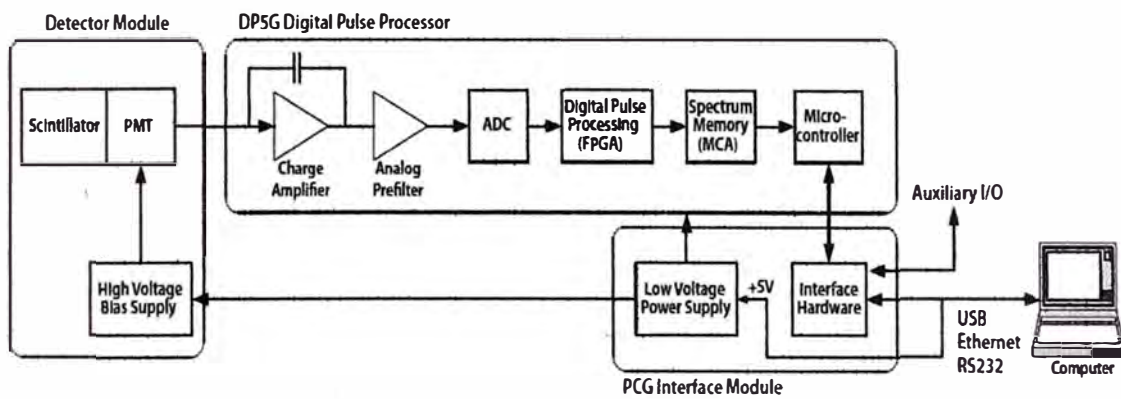 Detector Module
DP5G Digital Pulse Processor
Scintillator
PMT
Charge
Amplifier
Analog
Prefilter
ADC
Digital Pulse
Processing
(FPGA)
Spectrum
Memory
(MCA)
Micro-
controller
Auxiliary I/O
High Voltage
Bias Supply
Low Voltage
Power Supply
+5V
Interface
Hardware
USB
Ethernet
RS232
Computer
PCG Interface Module